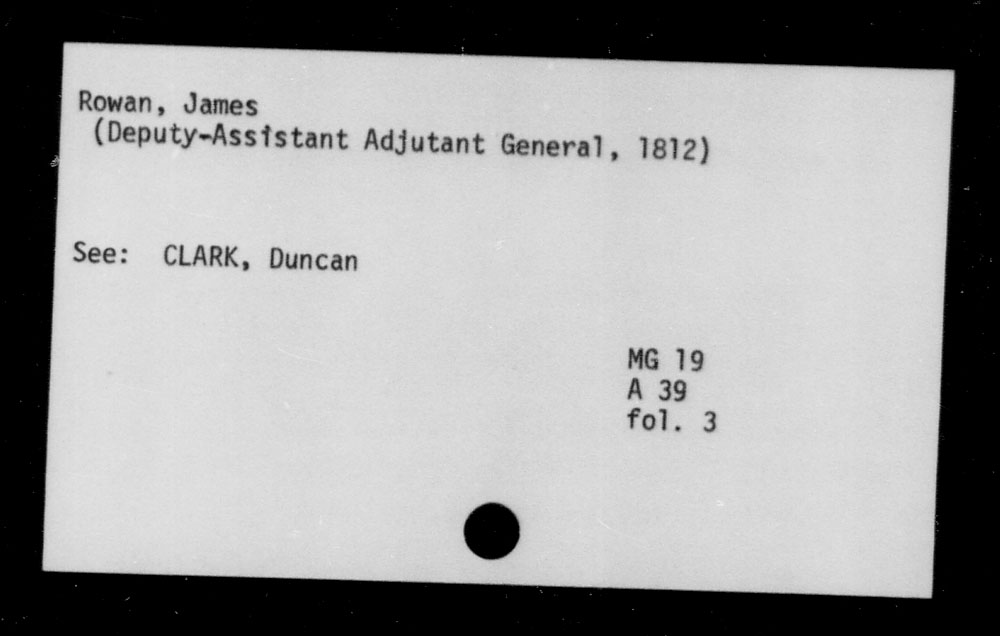 Rowan, James
(Deputy-Assistant Adjutant General, 1812)
See: CLARK, Duncan
MG 19
A 39
fol. 3